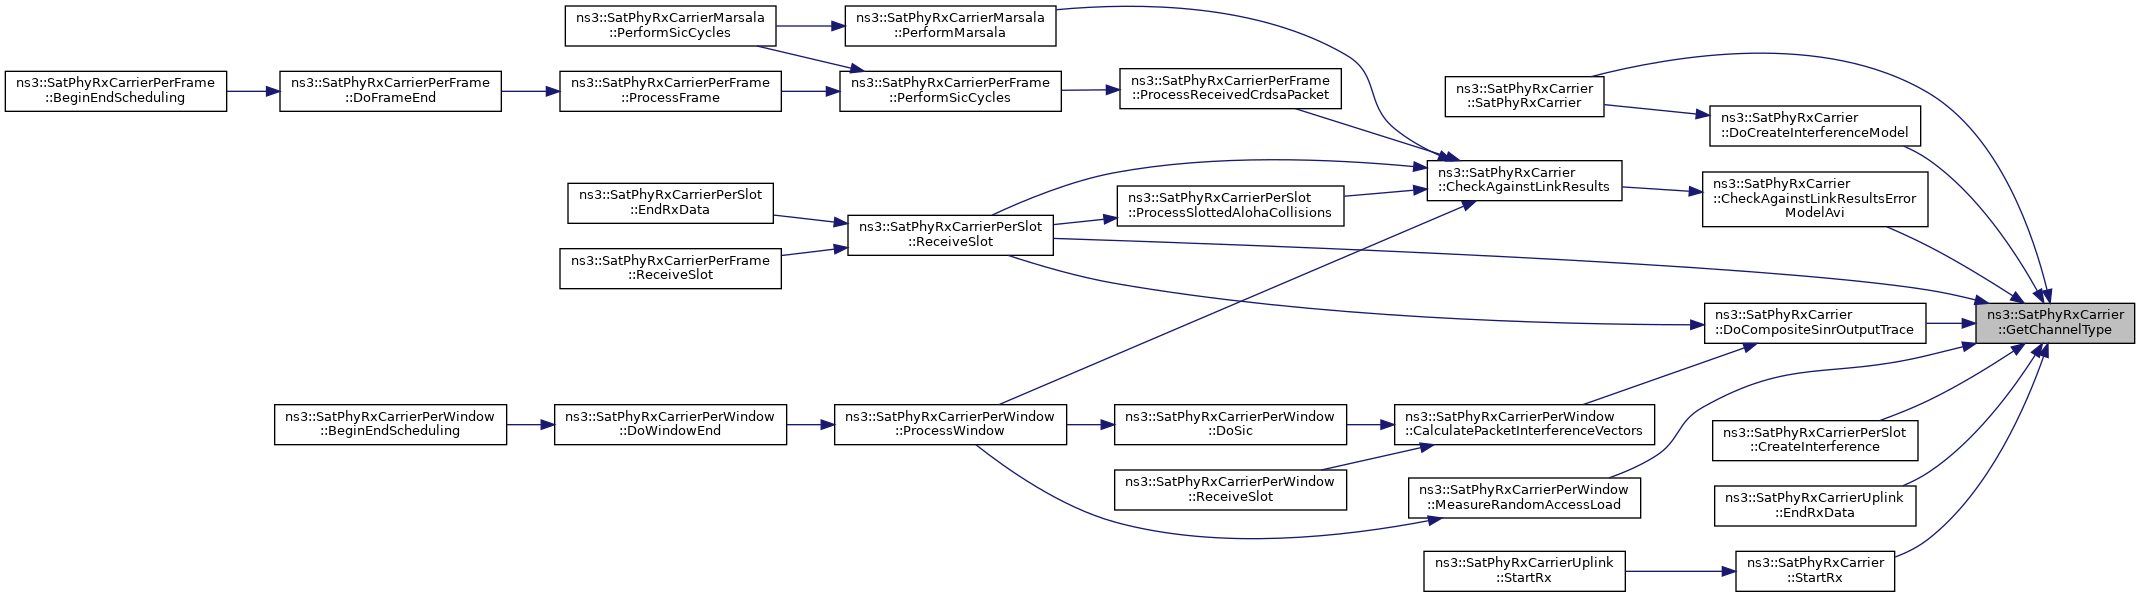 ns3::SatPhyRxCarrierMarsala
::PerformSicCycles
ns3::SatPhyRxCarrierMarsala
::PerformMarsala
ns3::SatPhyRxCarrierPerFrame
::BeginEndScheduling
ns3::SatPhyRxCarrierPerFrame
::DoFrameEnd
ns3::SatPhyRxCarrierPerFrame
::ProcessFrame
ns3::SatPhyRxCarrierPerFrame
::PerformSicCycles
ns3::SatPhyRxCarrierPerFrame
::ProcessReceivedCrdsaPacket
ns3::SatPhyRxCarrier
::SatPhyRxCarrier
ns3::SatPhyRxCarrier
::DoCreateInterferenceModel
ns3::SatPhyRxCarrier
::CheckAgainstLinkResults
ns3::SatPhyRxCarrier
::CheckAgainstLinkResultsError
ModelAvi
ns3::SatPhyRxCarrierPerSlot
::EndRxData
ns3::SatPhyRxCarrierPerSlot
::ProcessSlottedAlohaCollisions
ns3::SatPhyRxCarrierPerSlot
::ReceiveSlot
ns3::SatPhyRxCarrierPerFrame
::ReceiveSlot
ns3::SatPhyRxCarrier
::DoCompositeSinrOutputTrace
ns3::SatPhyRxCarrier
::GetChannelType
ns3::SatPhyRxCarrierPerWindow
::BeginEndScheduling
ns3::SatPhyRxCarrierPerWindow
::DoWindowEnd
ns3::SatPhyRxCarrierPerWindow
::ProcessWindow
ns3::SatPhyRxCarrierPerWindow
::DoSic
ns3::SatPhyRxCarrierPerWindow
::CalculatePacketInterferenceVectors
ns3::SatPhyRxCarrierPerSlot
::CreateInterference
ns3::SatPhyRxCarrierPerWindow
::ReceiveSlot
ns3::SatPhyRxCarrierPerWindow
::MeasureRandomAccessLoad
ns3::SatPhyRxCarrierUplink
::EndRxData
ns3::SatPhyRxCarrierUplink
::StartRx
ns3::SatPhyRxCarrier
::StartRx